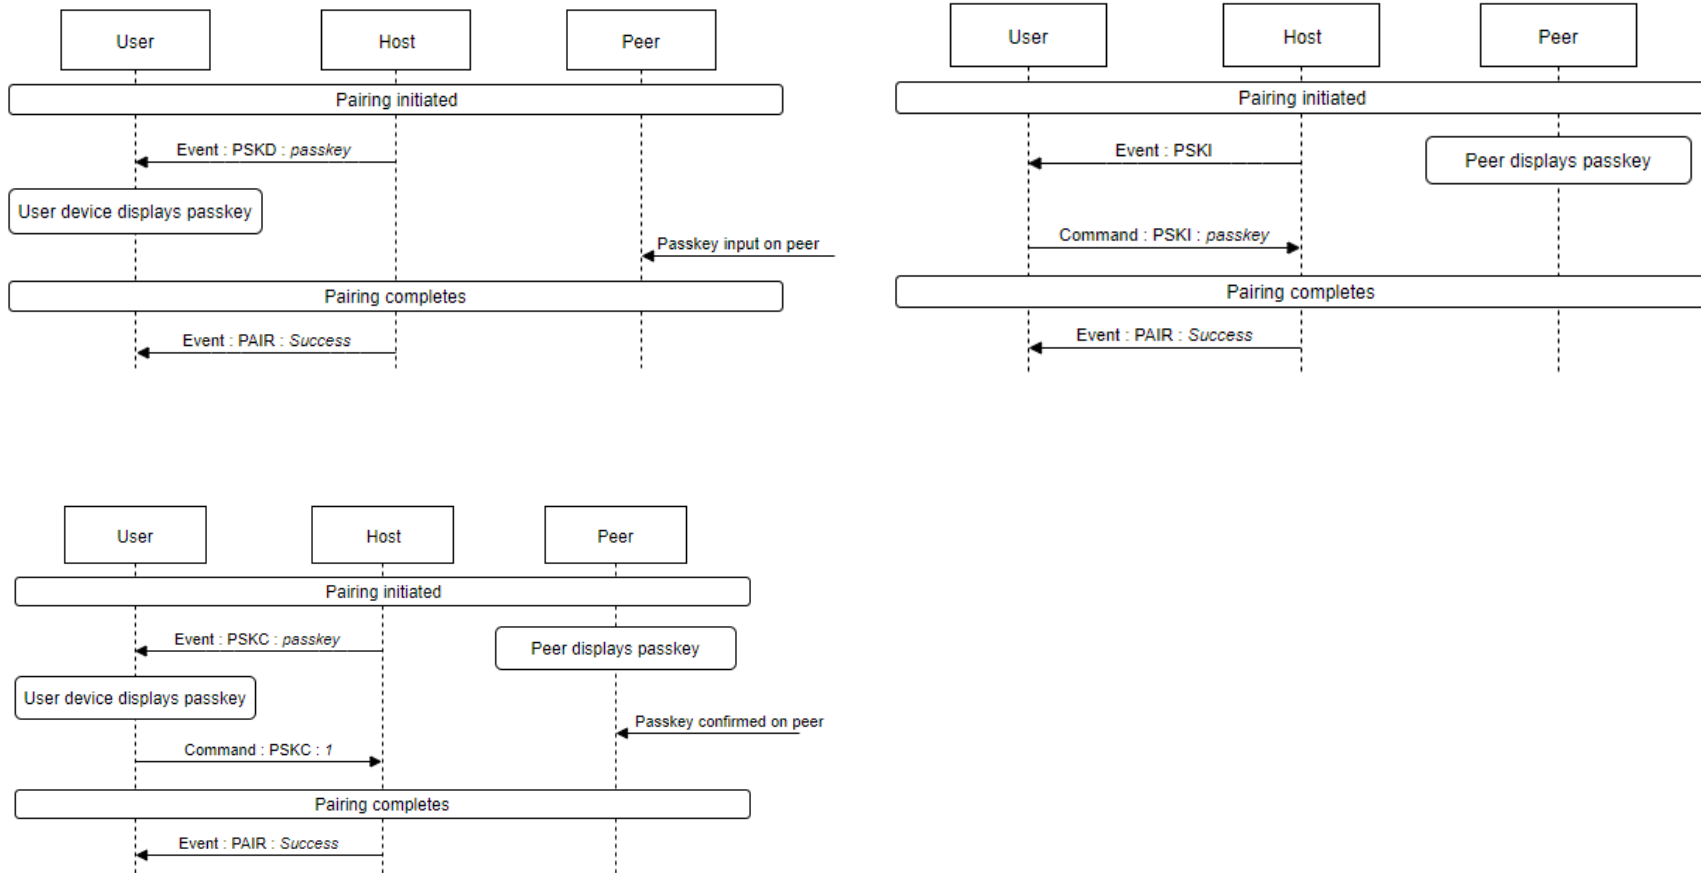 User
Host
Peer
Pairing initiated
Event : PSKD : passkey
User device displays passkey
Passkey input on peer
Pairing completes
Event : PAIR : Success
User
Host
Peer
Pairing initiated
Event : PSKI
Peer displays passkey
Command : PSKI : passkey
Pairing completes
Event : PAIR : Success
User
Host
Peer
Pairing initiated
Event : PSKC : passkey
Peer displays passkey
User device displays passkey
Passkey confirmed on peer
Command : PSKC : 1
Pairing completes
Event : PAIR : Success